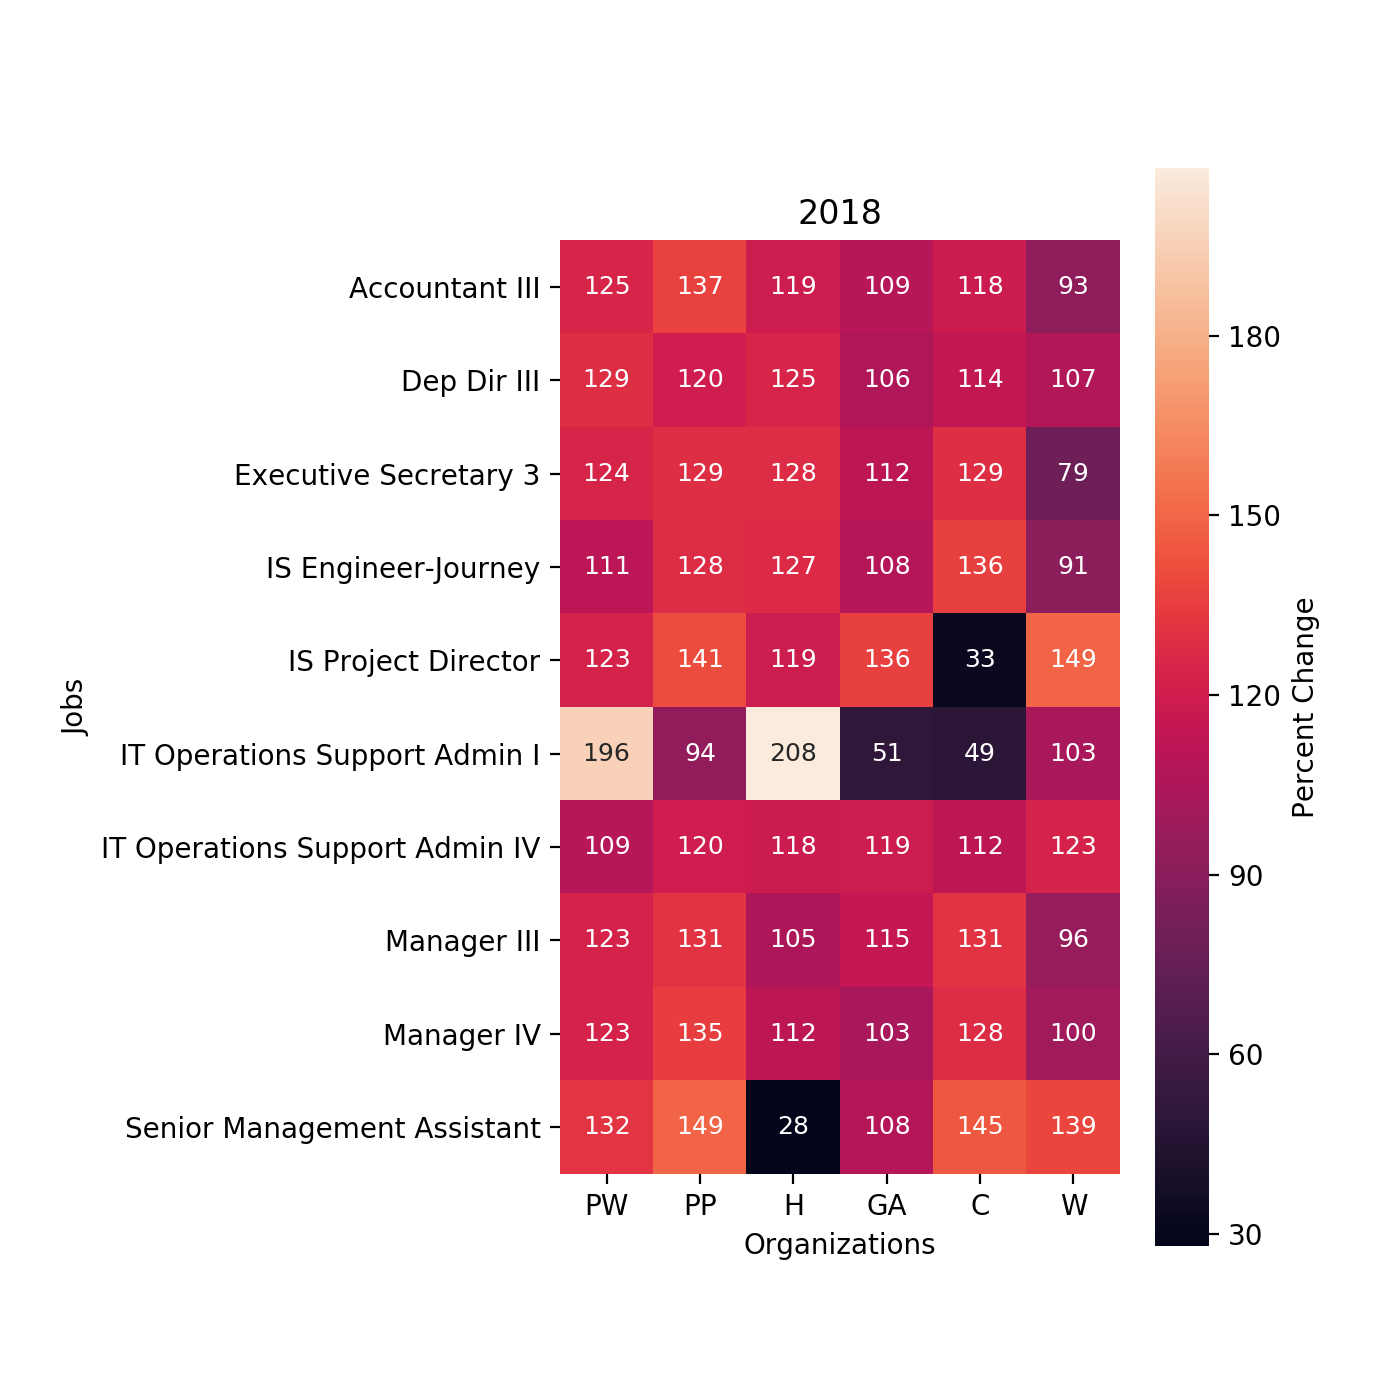 2018
Accountant III 125 137 119 109 118 93
Dep Dir III 129 120 125 106 114 107
Executive Secretary 3 124 129 128 112 129 79
IS Engineer-Journey 111 128 127 108 136 91
IS Project Director 123 141 119 136 33 149
IT Operations Support Admin I 196 94 208 51 49 103
IT Operations Support Admin IV 109 120 118 119 112 123
Manager III 123 131 105 115 131 96
Manager IV 123 135 112 103 128 100
Senior Management Assistant 132 149 28 108 145 139
PW PP H GA C W
Organizations
Jobs
180
150
120
90
60
30
Percent Change